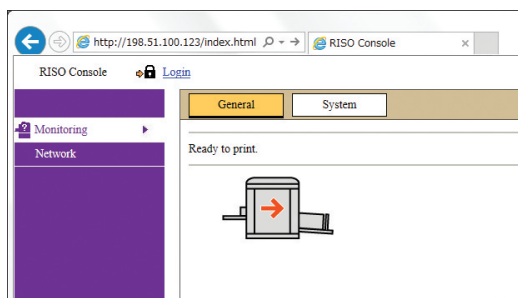 http://198.51.100.123/index.html
RISO Console
RISO Console
Login
General
System
Monitoring
Network
Ready to print.